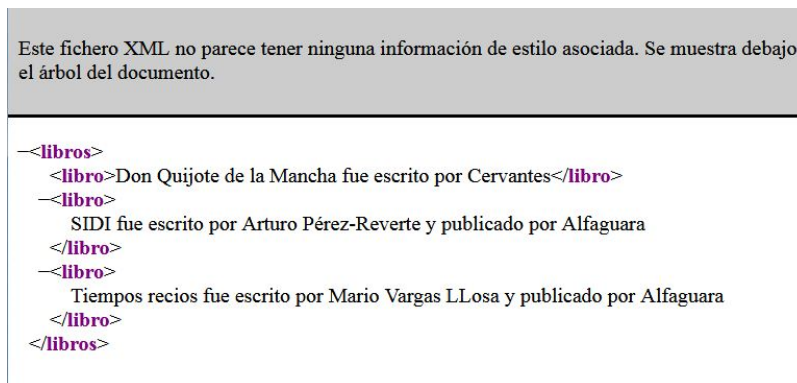 Este fichero XML no parece tener ninguna información de estilo asociada. Se muestra debajo
el árbol del documento.
—<libros>
<libro>Don Quijote de la Mancha fue escrito por Cervantes</libro>
—<libro>
SIDI fue escrito por Arturo Pérez-Reverte y publicado por Alfaguara
</libro>
—<libro>
Tiempos recios fue escrito por Mario Vargas LLosa y publicado por Alfaguara
</libro>
</libros>